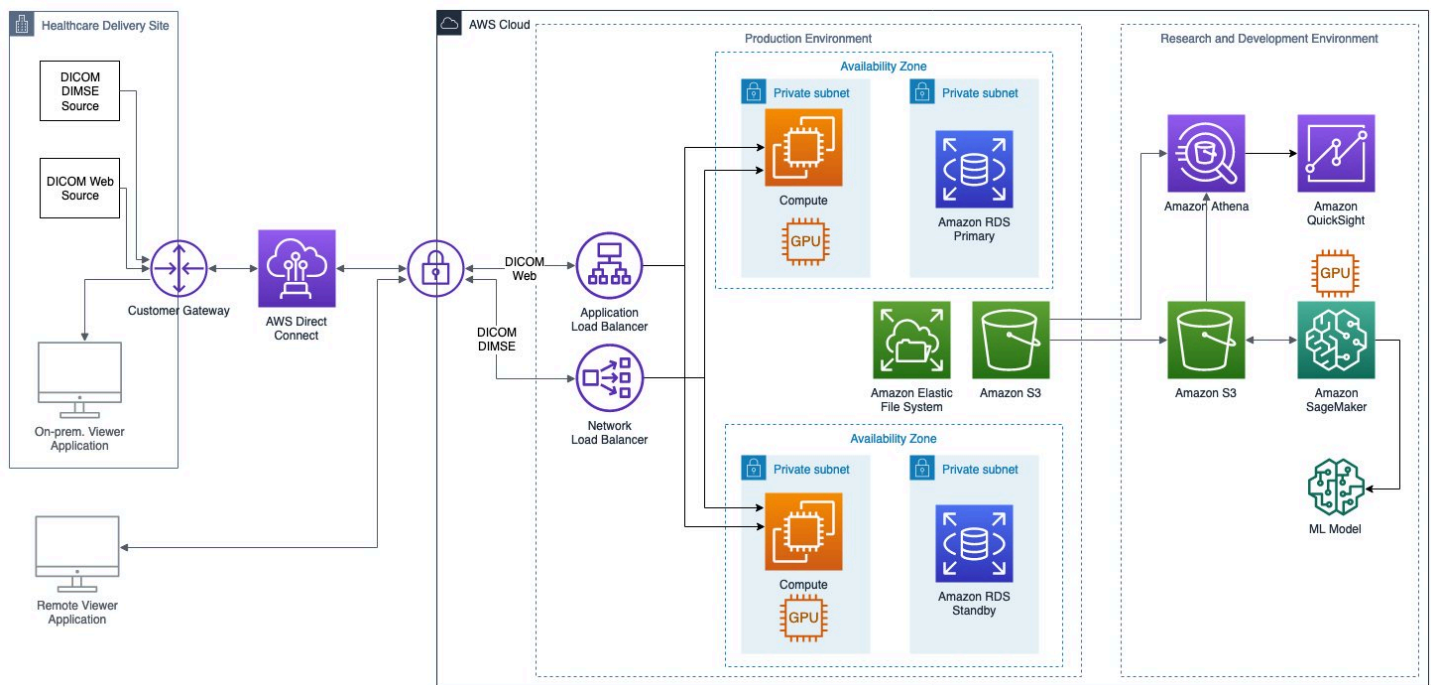 Healthcare Delivery Site
DICOM
DIMSE
Source
DICOM Web
Source
Customer Gateway
AWS Direct
Connect
On-prem. Viewer
Application
Remote Viewer
Application
AWS Cloud
DICOM
Web
DICOM
DIMSE
Production Environment
Application
Load Balancer
Network
Load Balancer
Availability Zone
Private subnet
Compute
GPU
Private subnet
Amazon RDS
Primary
Amazon Elastic
File System
Amazon S3
Availability Zone
Private subnet
Compute
GPU
Private subnet
Amazon RDS
Standby
Research and Development Environment
Amazon Athena
Amazon
QuickSight
GPU
Amazon S3
Amazon
SageMaker
ML Model